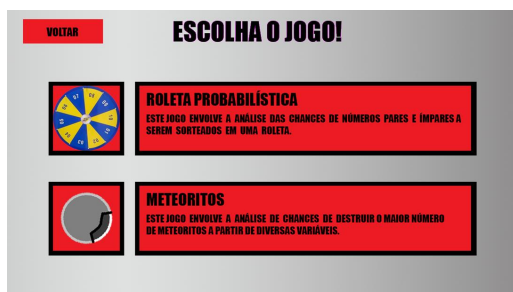 VOLTAR
ESCOLHA O JOGO!
ROLETA PROBABILÍSTICA
ESTE JOGO ENVOLVE A ANÁLISE DAS CHANCES DE NÚMEROS PARES E ÍMPARES A
SEREM SORTEADOS EM UMA ROLETA.
METEORITOS
ESTE JOGO ENVOLVE A ANÁLISE DE CHANCES DE DESTRUIR O MAIOR NÚMERO
DE METEORITOS A PARTIR DE DIVERSAS VARIÁVEIS.